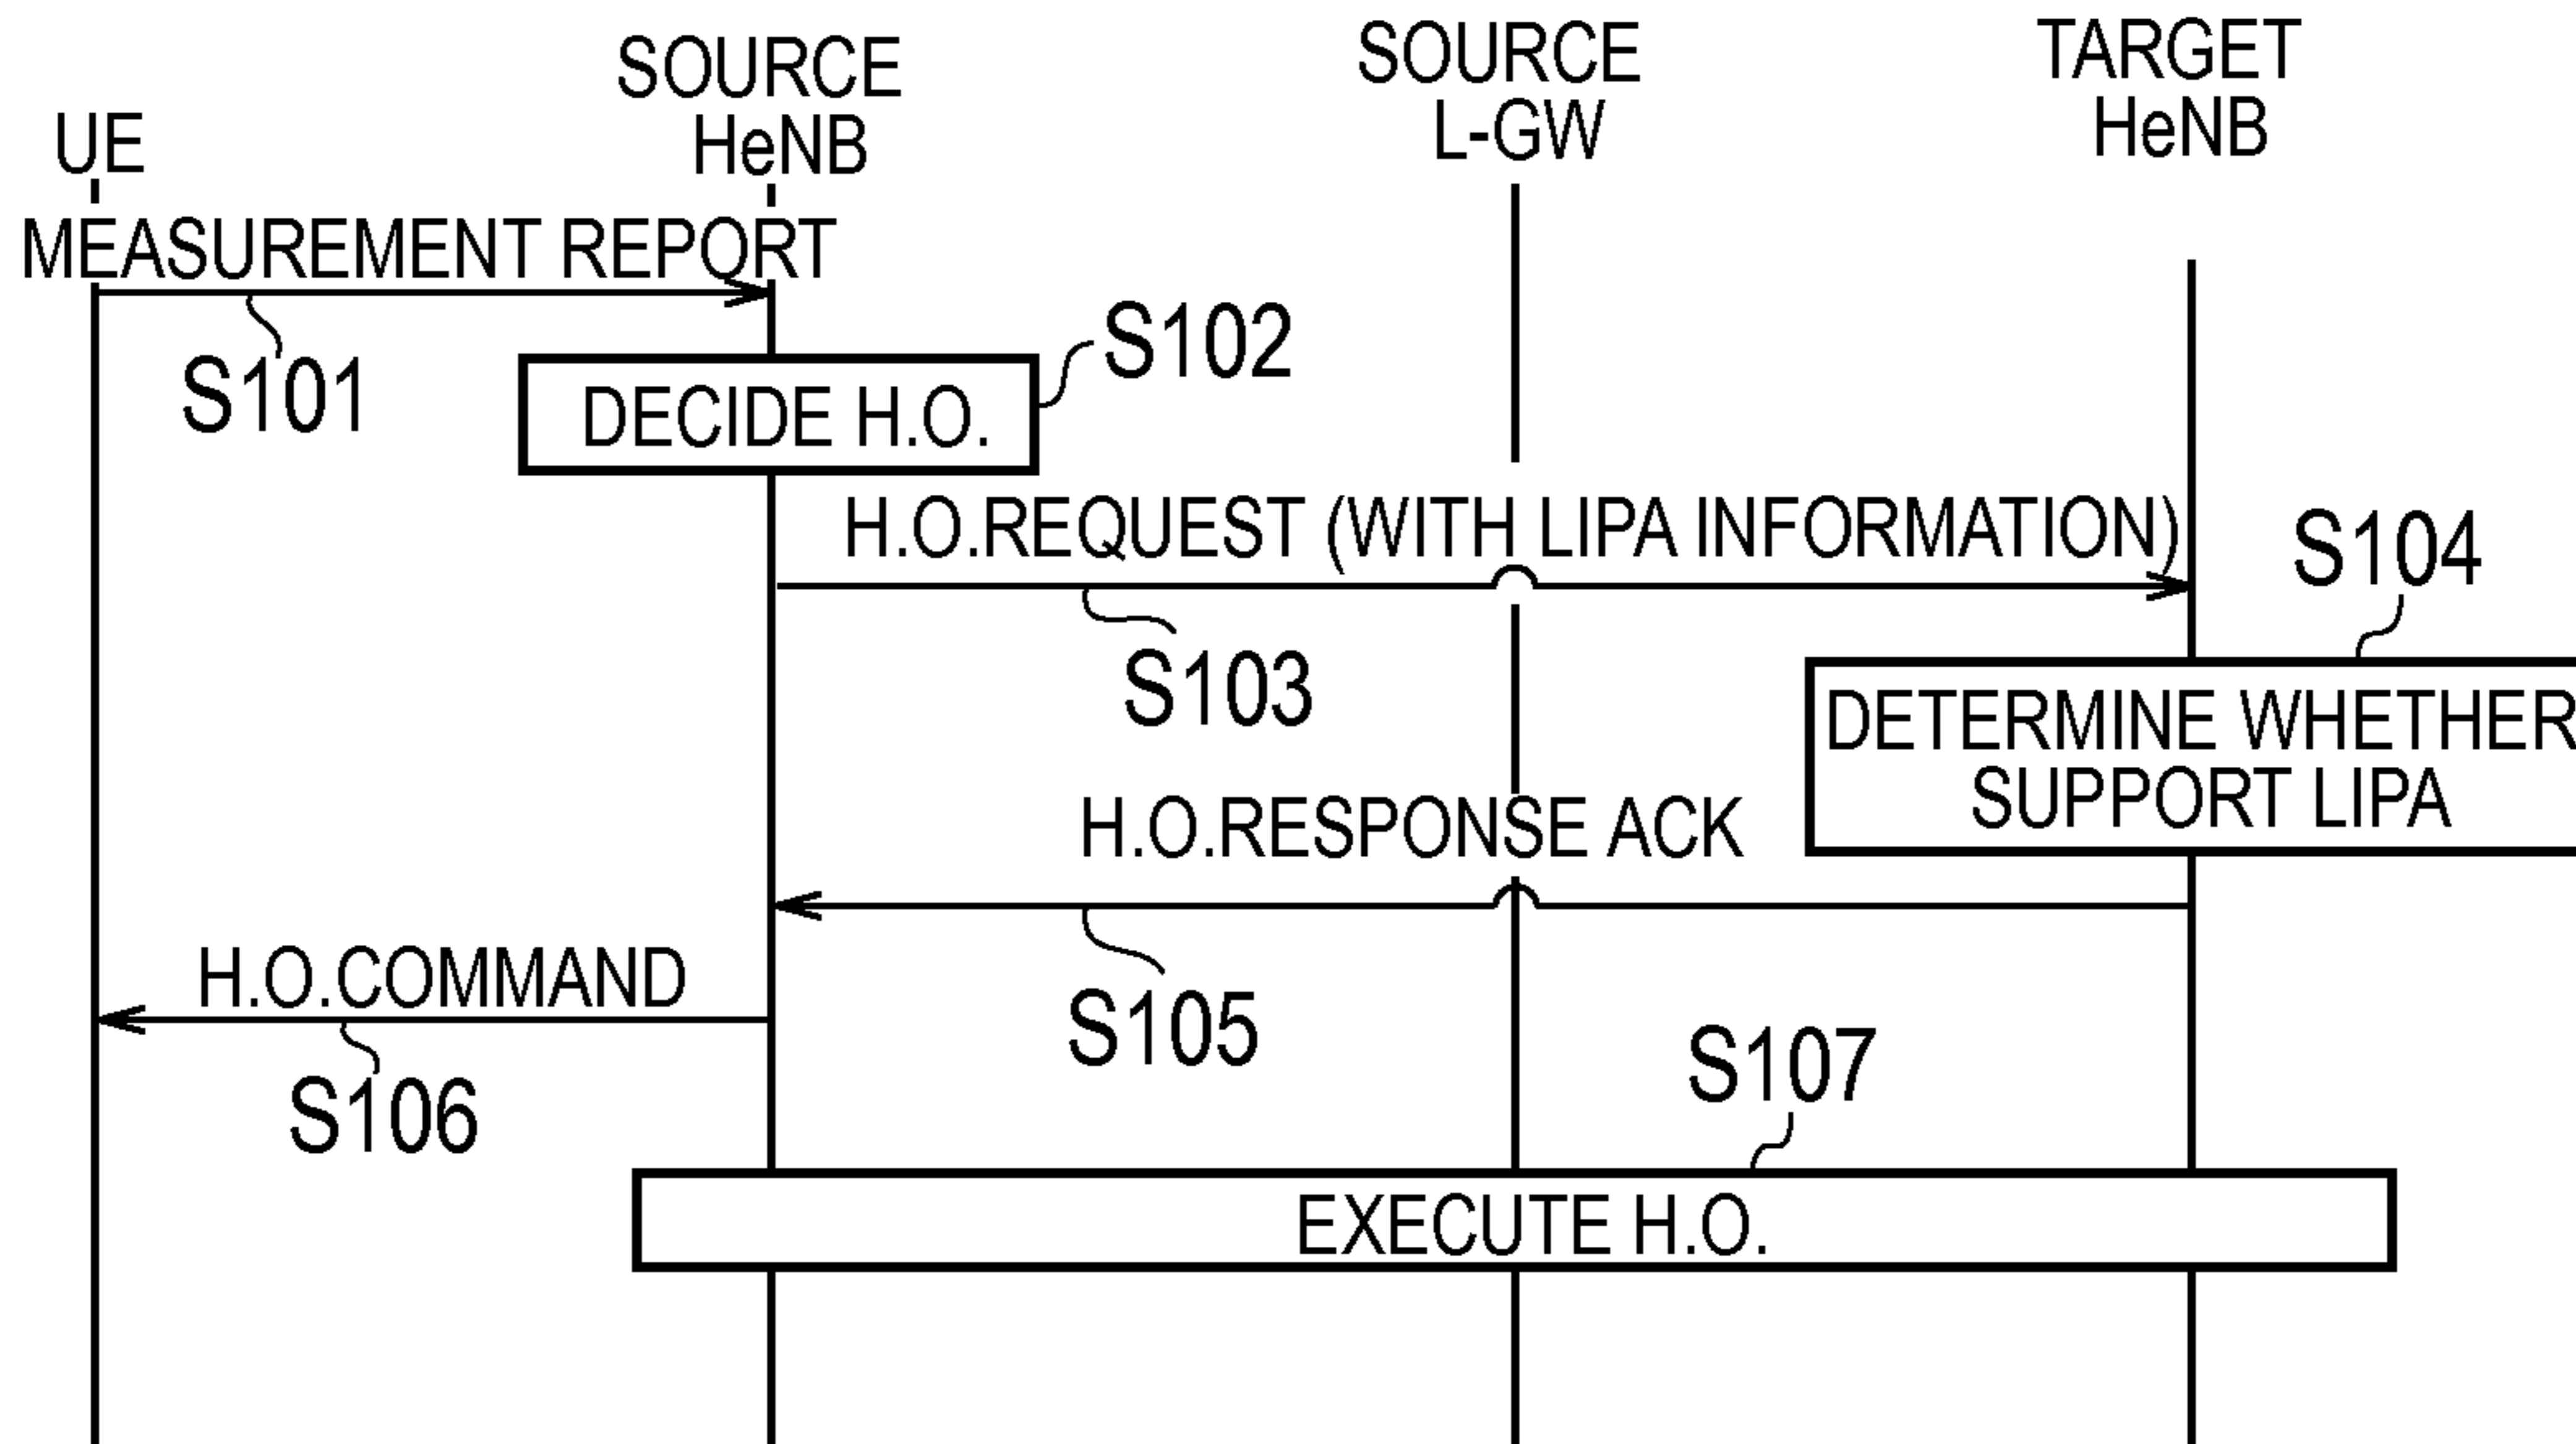 UE
SOURCE
HeNB
SOURCE
L-GW
TARGET
HeNB
MEASUREMENT REPORT
S101
DECIDE H.O.
S102
H.O.REQUEST (WITH LIPA INFORMATION)
S103
S104
DETERMINE WHETHER
SUPPORT LIPA
H.O.RESPONSE ACK
S105
H.O.COMMAND
S106
S107
EXECUTE H.O.